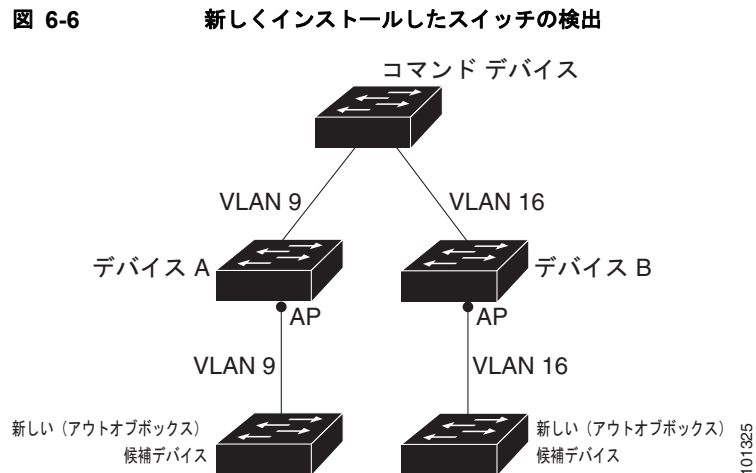 図 6-6 新しくインストールしたスイッチの検出
コマンド デバイス
VLAN 9
VLAN 16
デバイス A
デバイス B
AP
AP
VLAN 9
VLAN 16
新しい（アウトオブボックス）
候補デバイス
新しい（アウトオブボックス）
候補デバイス
101325